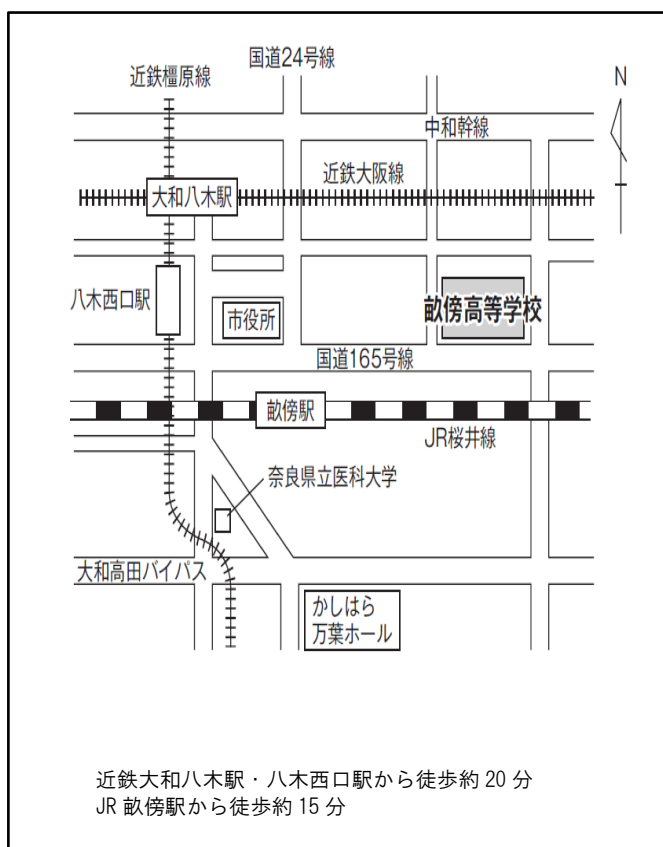 国道24号線
近鉄橿原線
N
中和幹線
近鉄大阪線
大和八木駅
八木西口駅
市役所
畝傍高等学校
国道165号線
畝傍駅
JR桜井線
奈良県立医科大学
大和高田バイパス
かしはら
万葉ホール
近鉄大和八木駅・八木西口駅から徒歩約 20 分
JR 畝傍駅から徒歩約 15 分